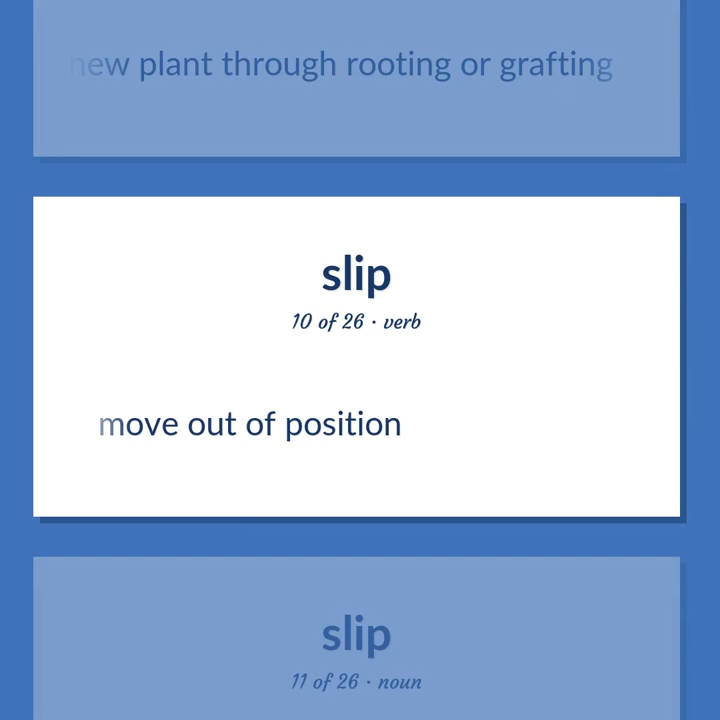 new plant through rooting or grafting
slip
10 of 26 · verb
move out of position
slip
11 of 26 · noun